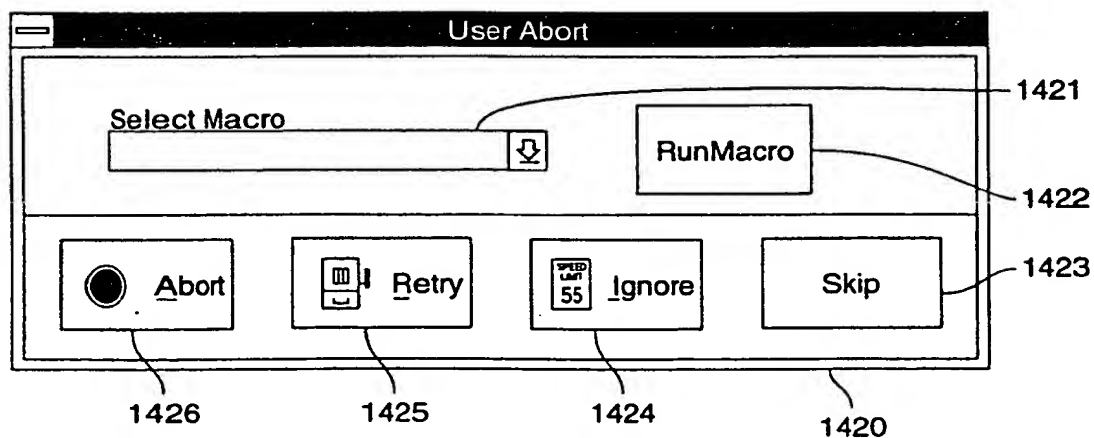 User Abort
1421
Select Macro
RunMacro
1422
1423
Abort
Retry
SPEED
LIMIT
55
Ignore
Skip
1426
1425
1424
1420